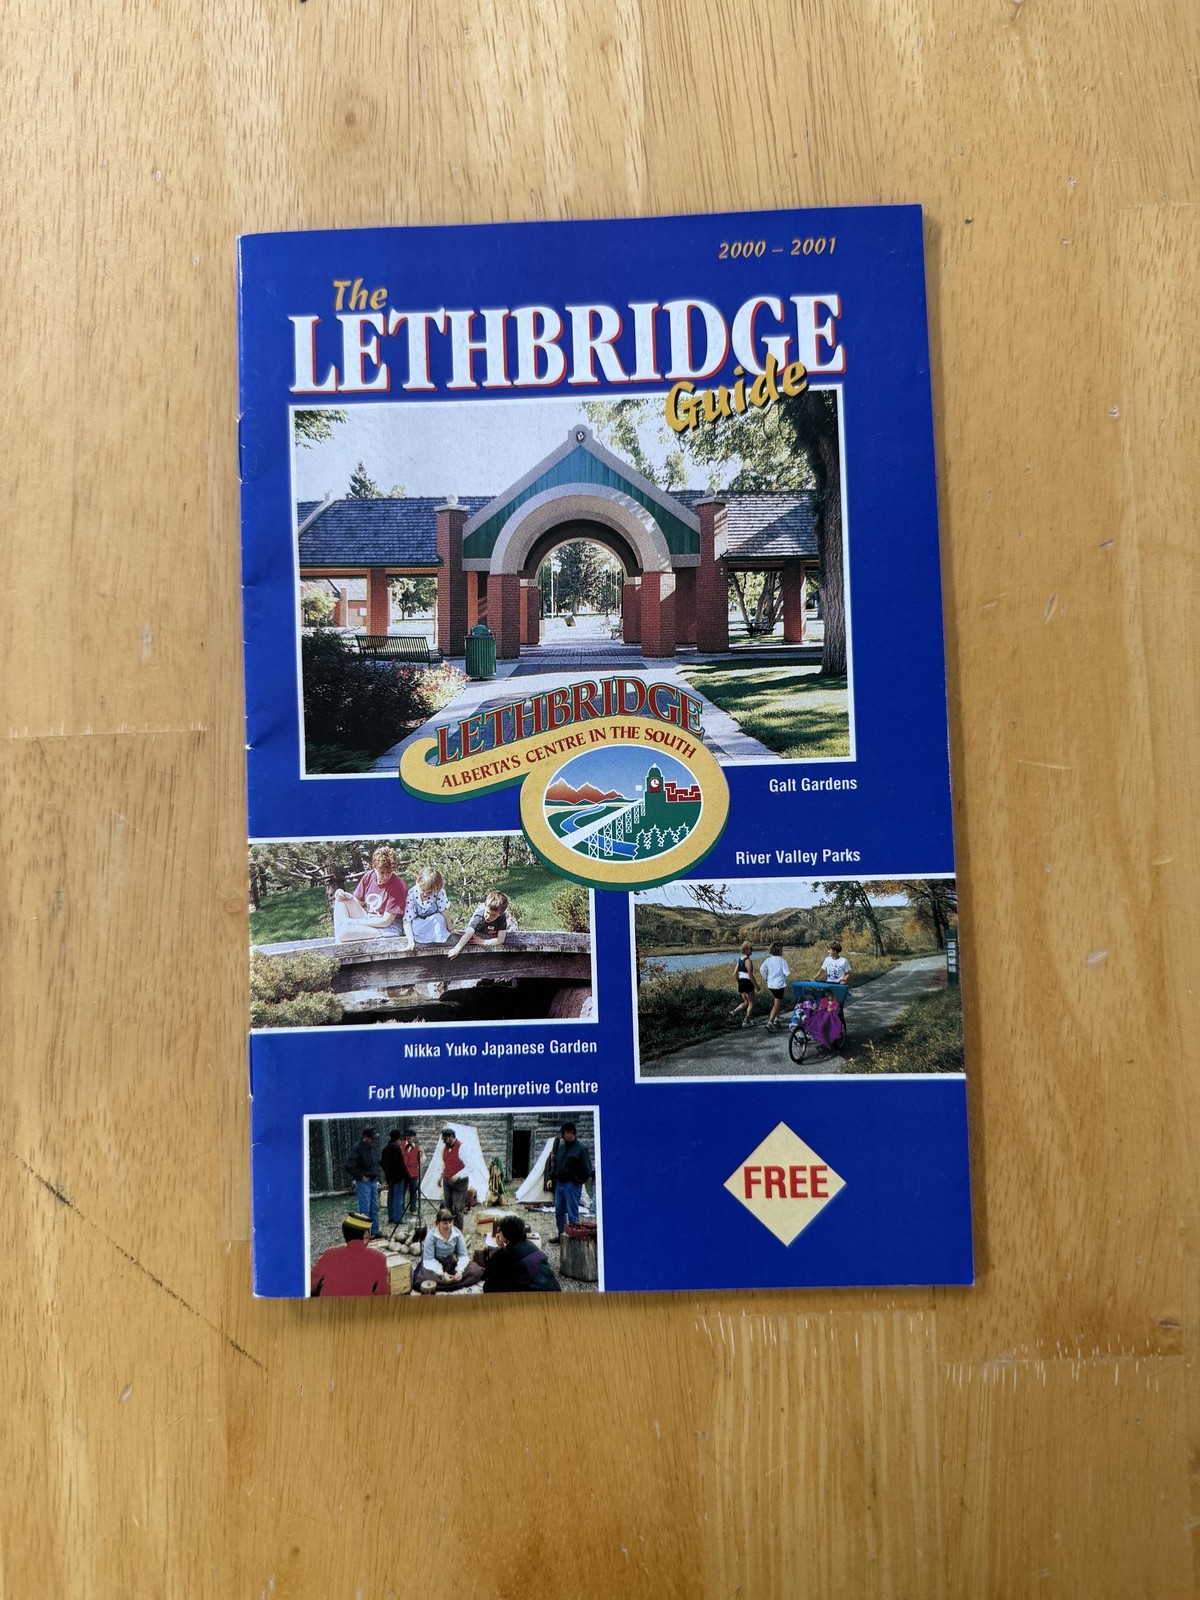 2000 – 2001
The
LETHBRIDGE
Guide
LETHBRIDGE
ALBERTA'S CENTRE IN THE SOUTH
Galt Gardens
River Valley Parks
Nikka Yuko Japanese Garden
Fort Whoop-Up Interpretive Centre
FREE